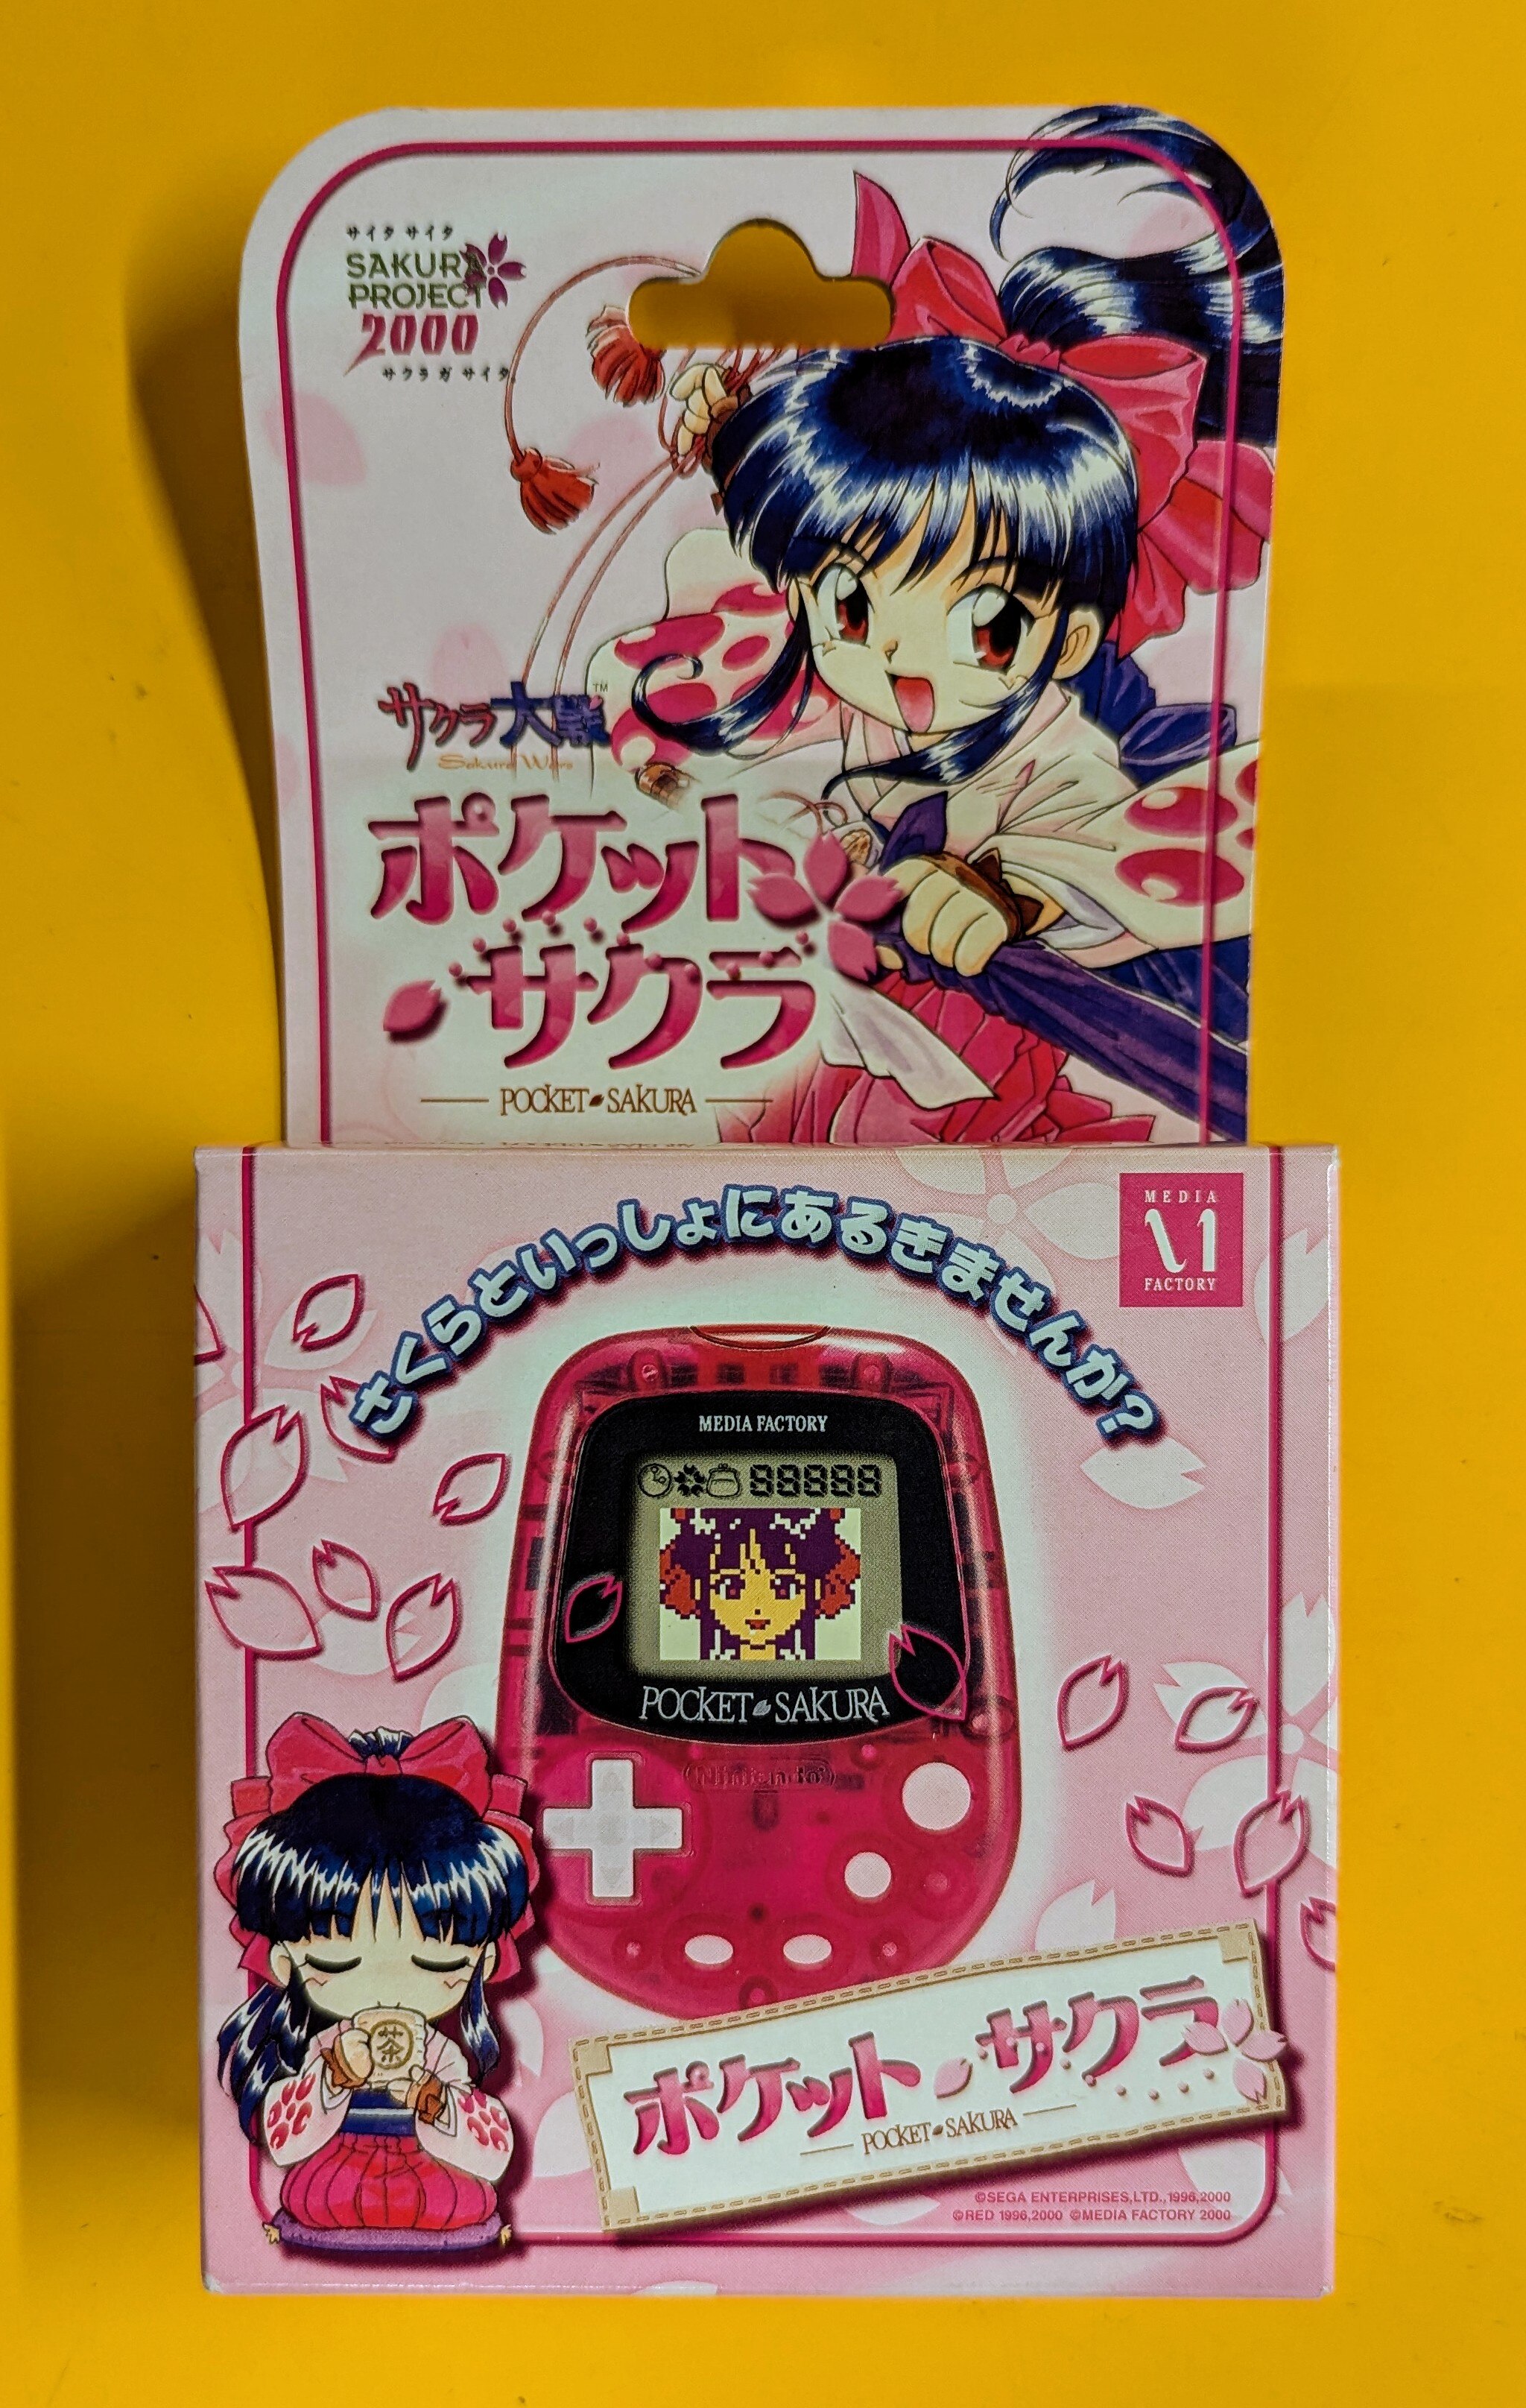 サイタ サイタ
SAKURA
PROJECT
2000
サクラ ガ サイタ
サクラ大戦™
Sakura Wars
ポケット
サクラ
POCKET SAKURA
さくらといっしょにあるきませんか?
MEDIA
FACTORY
MEDIA FACTORY
88888
POCKET SAKURA
Nintendo
茶
ポケットサクラ
POCKET SAKURA
©SEGA ENTERPRISES,LTD.,1996,2000
©RED 1996,2000 ©MEDIA FACTORY 2000